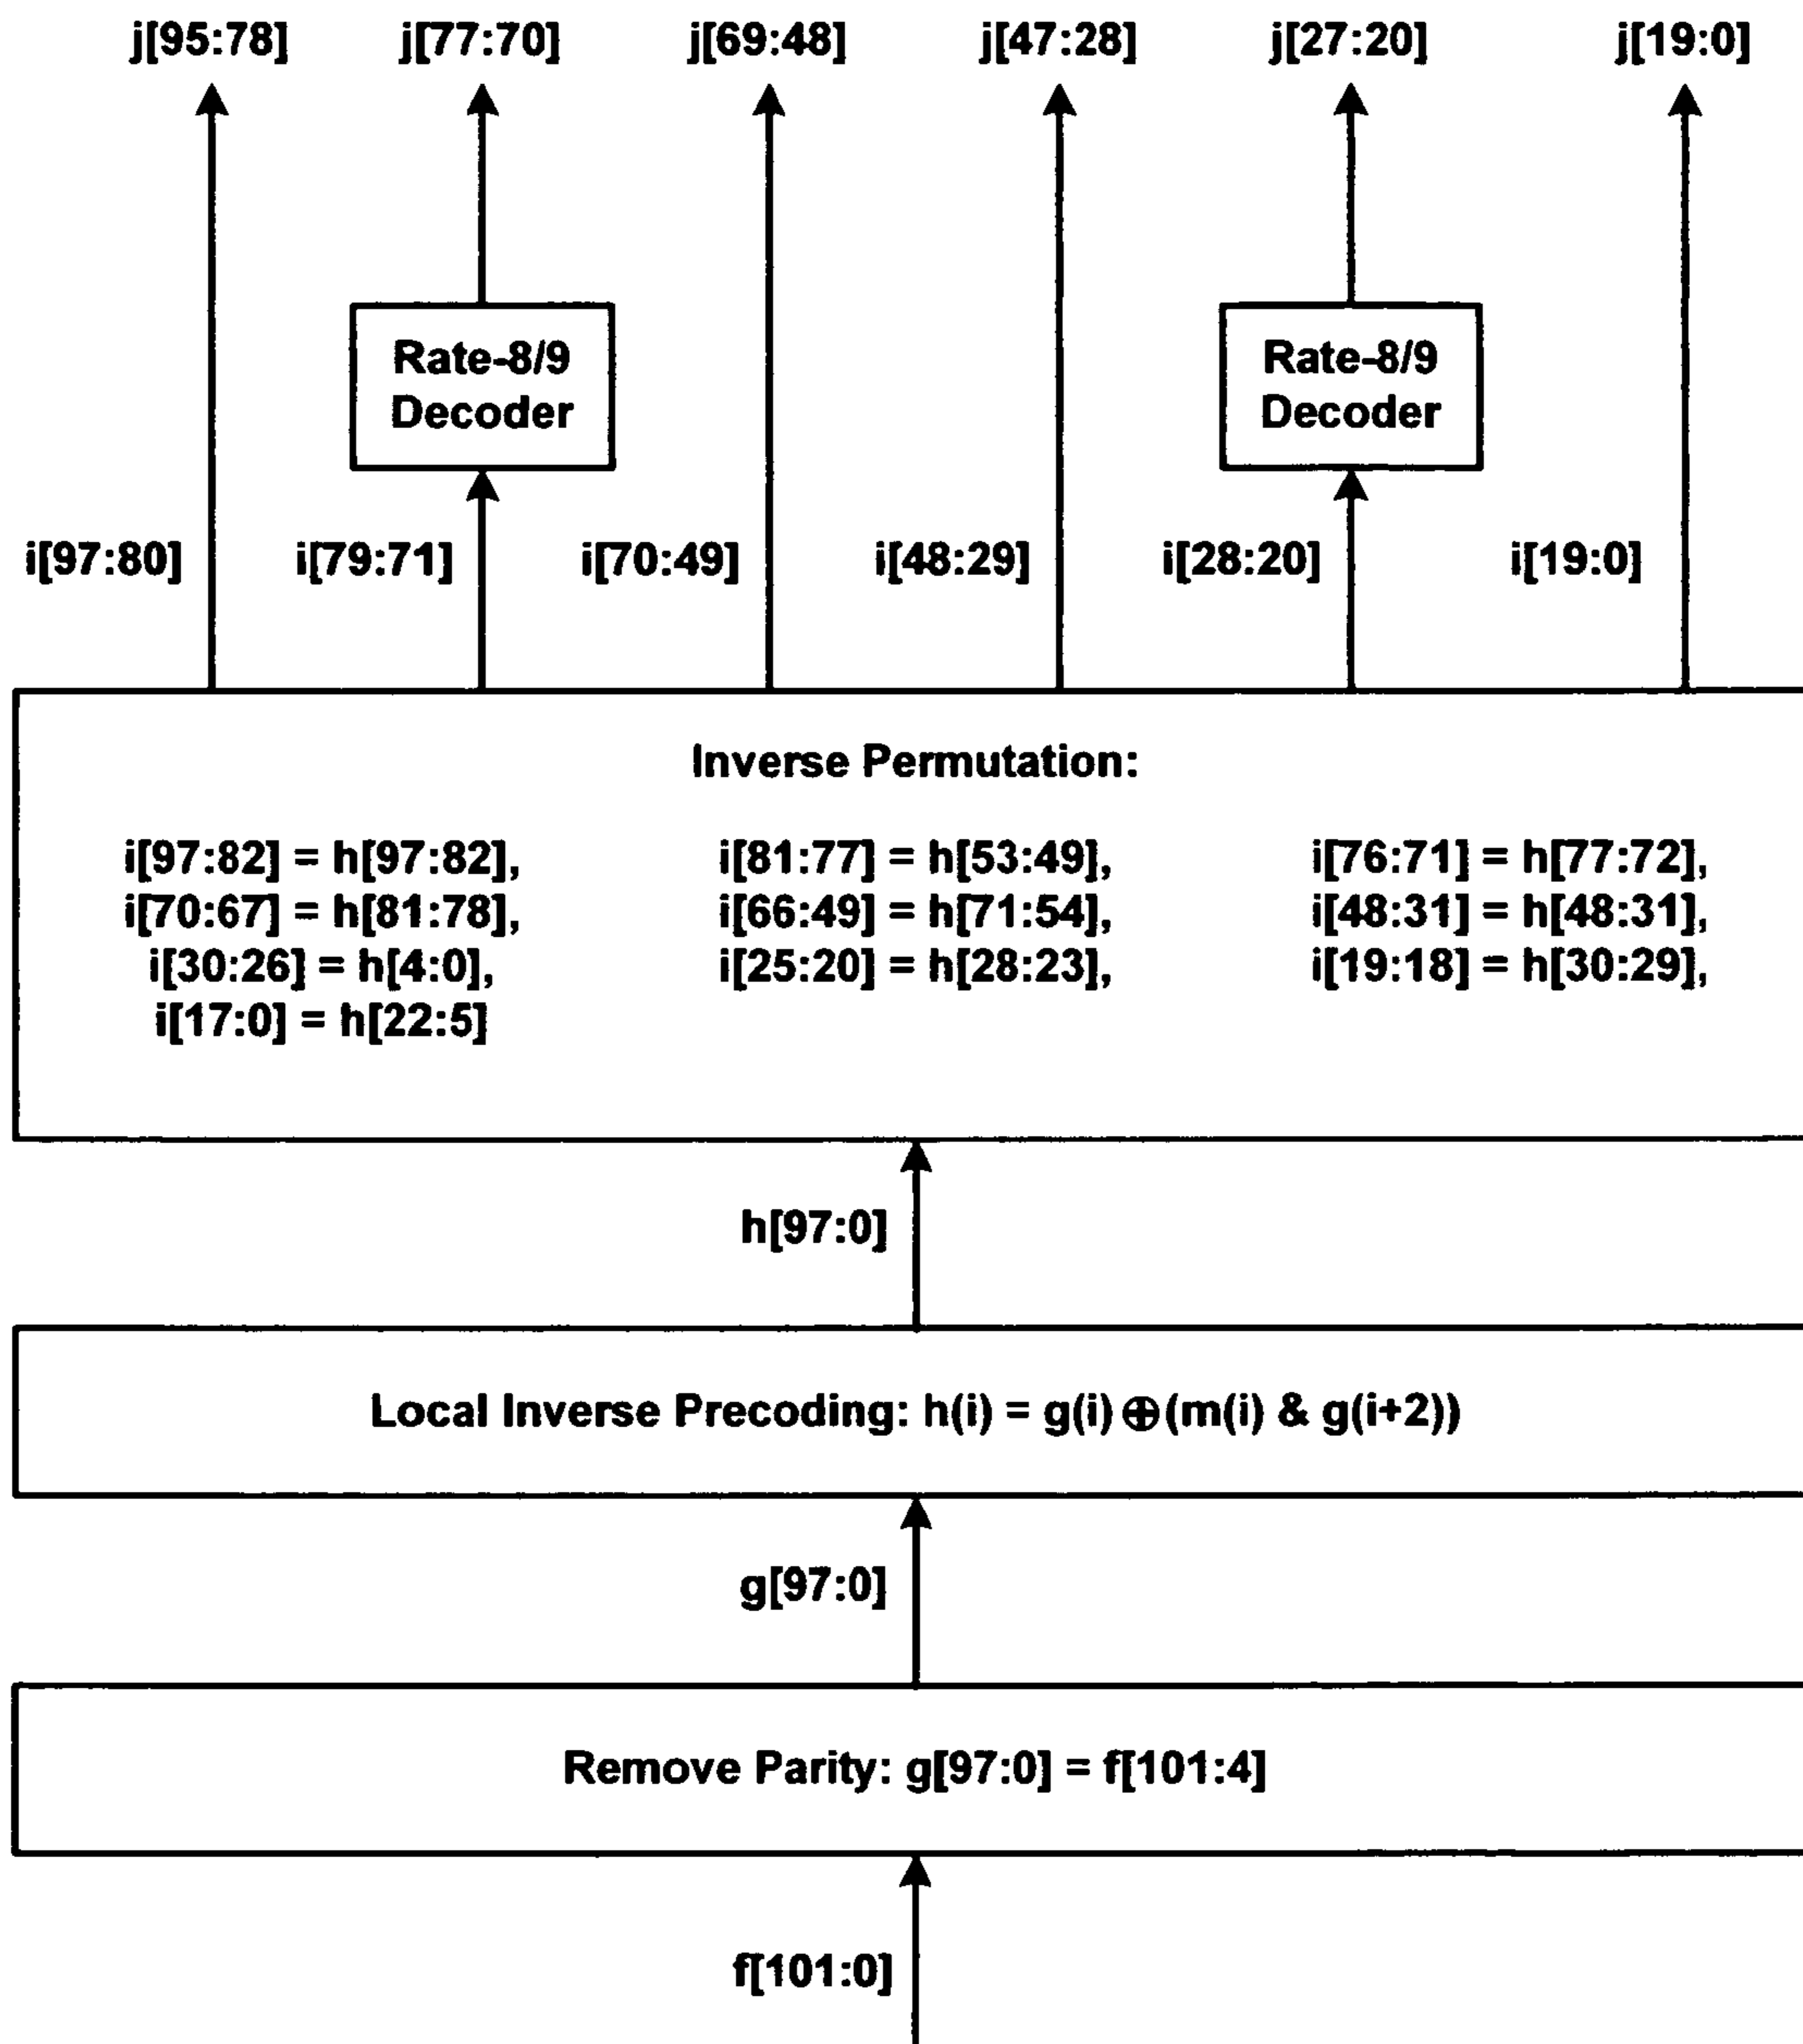 j[95:78] j[77:70] j[69:48] j[47:28] j[27:20] j[19:0]
Rate-8/9
Decoder
Rate-8/9
Decoder
i[97:80] i[79:71] i[70:49] i[48:29] i[28:20] i[19:0]
Inverse Permutation:
i[97:82] = h[97:82], i[81:77] = h[53:49], i[76:71] = h[77:72],
i[70:67] = h[81:78], i[66:49] = h[71:54], i[48:31] = h[48:31],
i[30:26] = h[4:0], i[25:20] = h[28:23], i[19:18] = h[30:29],
i[17:0] = h[22:5]
h[97:0]
Local Inverse Precoding: h(i) = g(i) ⊕ (m(i) & g(i+2))
g[97:0]
Remove Parity: g[97:0] = f[101:4]
f[101:0]